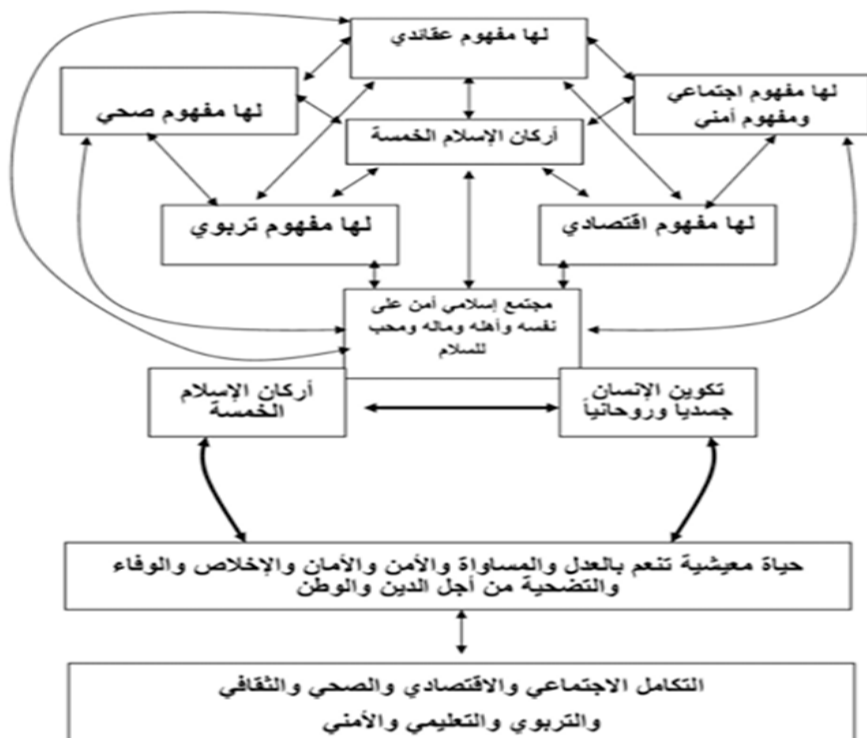 لها مفهوم عقائدي
لها مفهوم اجتماعي
ومفهوم أمني
لها مفهوم صحي
أركان الإسلام الخمسة
لها مفهوم اقتصادي
لها مفهوم تربوي
مجتمع إسلامي أمن على
نفسه وأهله وماله ومحب
للسلام
تكوين الإنسان
جسديا وروحانياً
أركان الإسلام
الخمسة
حياة معيشية تنعم بالعدل والمساواة والأمن والأمان والإخلاص والوفاء
والتضحية من أجل الدين والوطن
التكامل الاجتماعي والاقتصادي والصحي والثقافي
والتربوي والتعليمي والأمني